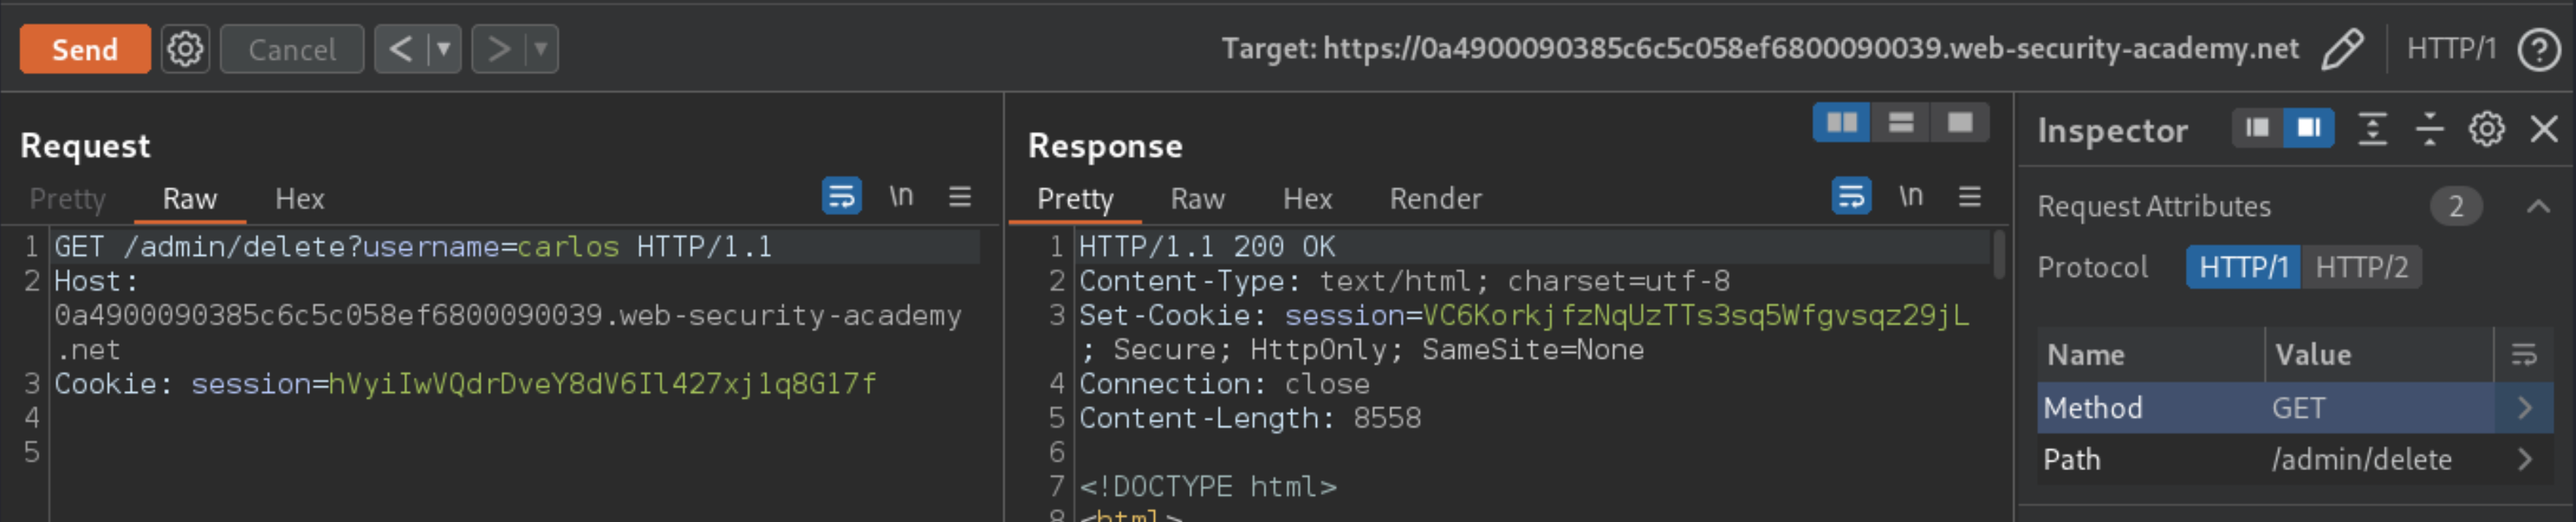 Send Cancel < > Target: https://0a4900090385c6c5c058ef6800090039.web-security-academy.net HTTP/1 ?
Request
Pretty Raw Hex \n
1 GET /admin/delete?username=carlos HTTP/1.1
2 Host:
0a4900090385c6c5c058ef6800090039.web-security-academy
.net
3 Cookie: session=hVyiIwVQdrDveY8dV6Il427xj1q8G17f
4
5
Response
Pretty Raw Hex Render \n
1 HTTP/1.1 200 OK
2 Content-Type: text/html; charset=utf-8
3 Set-Cookie: session=VC6KorkjfzNqUzTTs3sq5Wfgvsqz29jL
; Secure; HttpOnly; SameSite=None
4 Connection: close
5 Content-Length: 8558
6
7 <!DOCTYPE html>
8 <html>
Inspector
Request Attributes 2
Protocol HTTP/1 HTTP/2
Name Value
Method GET
Path /admin/delete